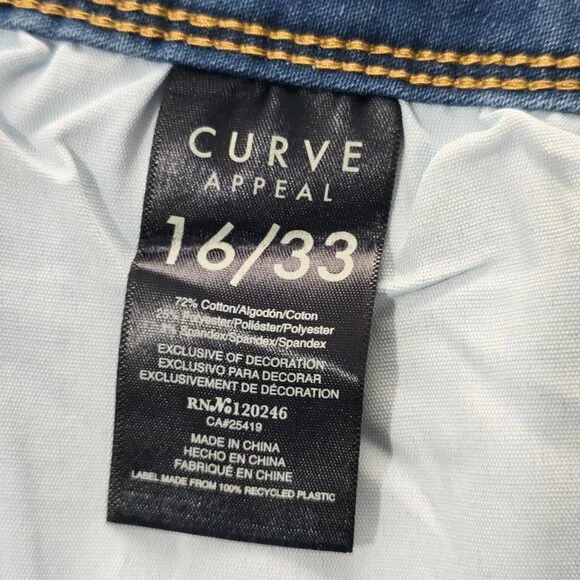 CURVE
APPEAL
16/33
72% Cotton/Algodón/Coton
Polyester/Poliéster/Polyester
Spandex/Spandex/Spandex
EXCLUSIVE OF DECORATION
EXCLUSIVO PARA DECORAR
EXCLUSIVEMENT DE DÉCORATION
RN№120246
CA#25419
MADE IN CHINA
HECHO EN CHINA
FABRIQUÉ EN CHINE
LABEL MADE FROM 100% RECYCLED PLASTIC